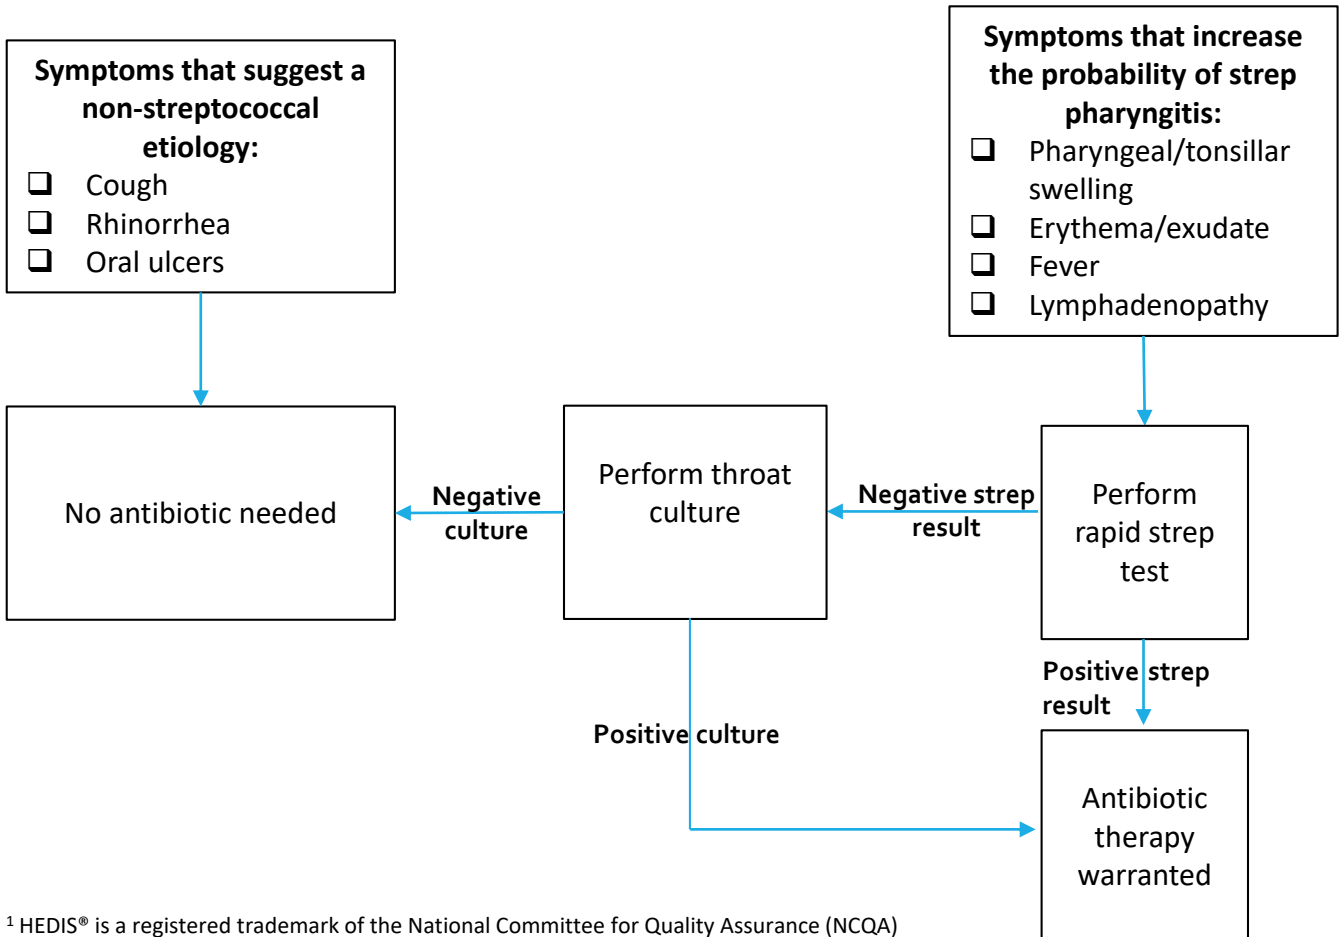 Symptoms that suggest a
non-streptococcal
etiology:
❑ Cough
❑ Rhinorrhea
❑ Oral ulcers
Symptoms that increase
the probability of strep
pharyngitis:
❑ Pharyngeal/tonsillar
swelling
❑ Erythema/exudate
❑ Fever
❑ Lymphadenopathy
No antibiotic needed
Negative
culture
Perform throat
culture
Negative strep
result
Perform
rapid strep
test
Positive strep
result
Positive culture
Antibiotic
therapy
warranted
¹ HEDIS® is a registered trademark of the National Committee for Quality Assurance (NCQA)